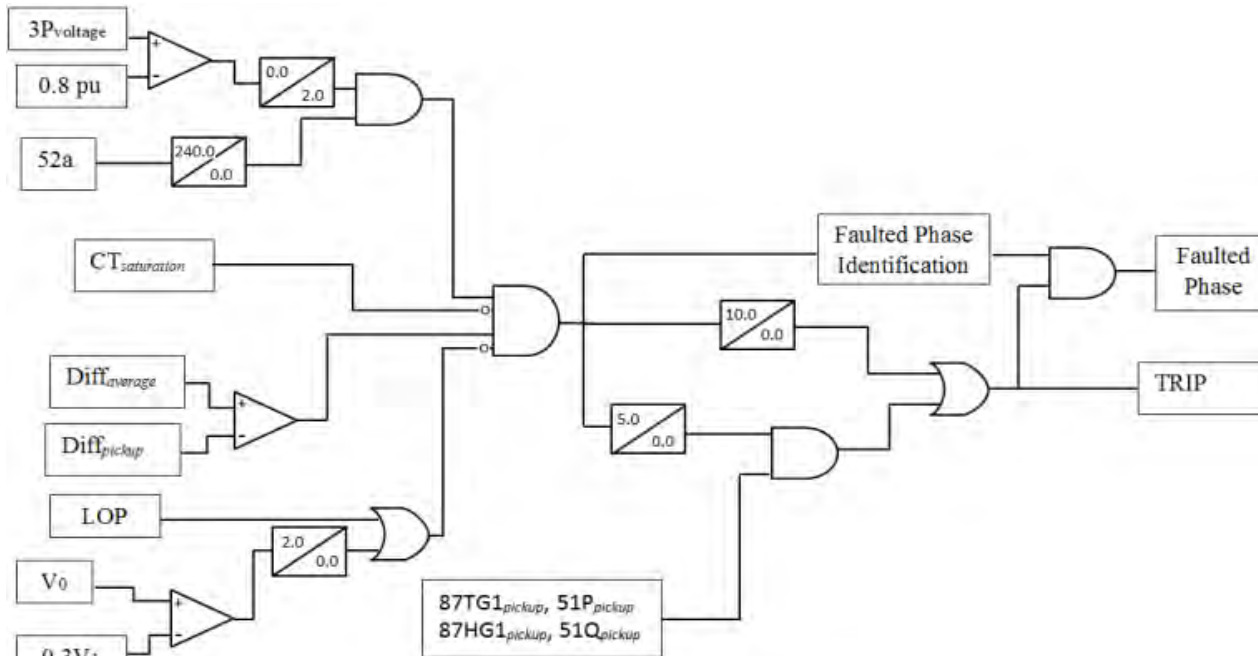 3Pvoltage
+
-
0.8 pu
0.0
2.0
52a
240.0
0.0
CTsaturation
Diffaverage
+
-
Diffpickup
LOP
2.0
0.0
V0
+
-
Faulted Phase
Identification
10.0
0.0
5.0
0.0
87TG1pickup, 51Ppickup
87HG1pickup, 51Qpickup
Faulted
Phase
TRIP